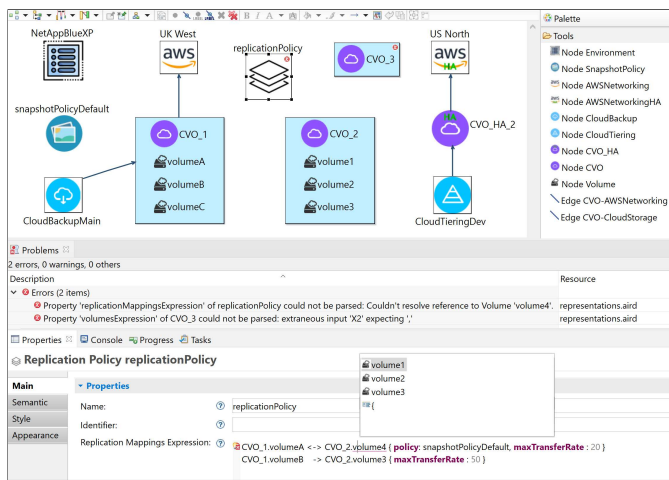 NetAppBlueXP
UK West
aws
replicationPolicy
CVO_3
US North
aws
HA
snapshotPolicyDefault
CVO_1
volumeA
volumeB
volumeC
CVO_2
volume1
volume2
volume3
HA
CVO_HA_2
CloudBackupMain
CloudTieringDev
Palette
Tools
Node Environment
Node SnapshotPolicy
Node AWSNetworking
Node AWSNetworkingHA
Node CloudBackup
Node CloudTiering
Node CVO_HA
Node CVO
Node Volume
Edge CVO-AWSNetworking
Edge CVO-CloudStorage
Problems
2 errors, 0 warnings, 0 others
Description Resource
Errors (2 items)
Property 'replicationMappingsExpression' of replicationPolicy could not be parsed: Couldn't resolve reference to Volume 'volume4'. representations.aird
Property 'volumesExpression' of CVO_3 could not be parsed: extraneous input 'X2' expecting ',' representations.aird
Properties Console Progress Tasks
Replication Policy replicationPolicy
volume1
volume2
volume3
{
Main
Semantic
Style
Appearance
Properties
Name: replicationPolicy
Identifier:
Replication Mappings Expression: CVO_1.volumeA <-> CVO_2.volume4 { policy: snapshotPolicyDefault, maxTransferRate : 20 }
CVO_1.volumeB -> CVO_2.volume3 { maxTransferRate : 50 }